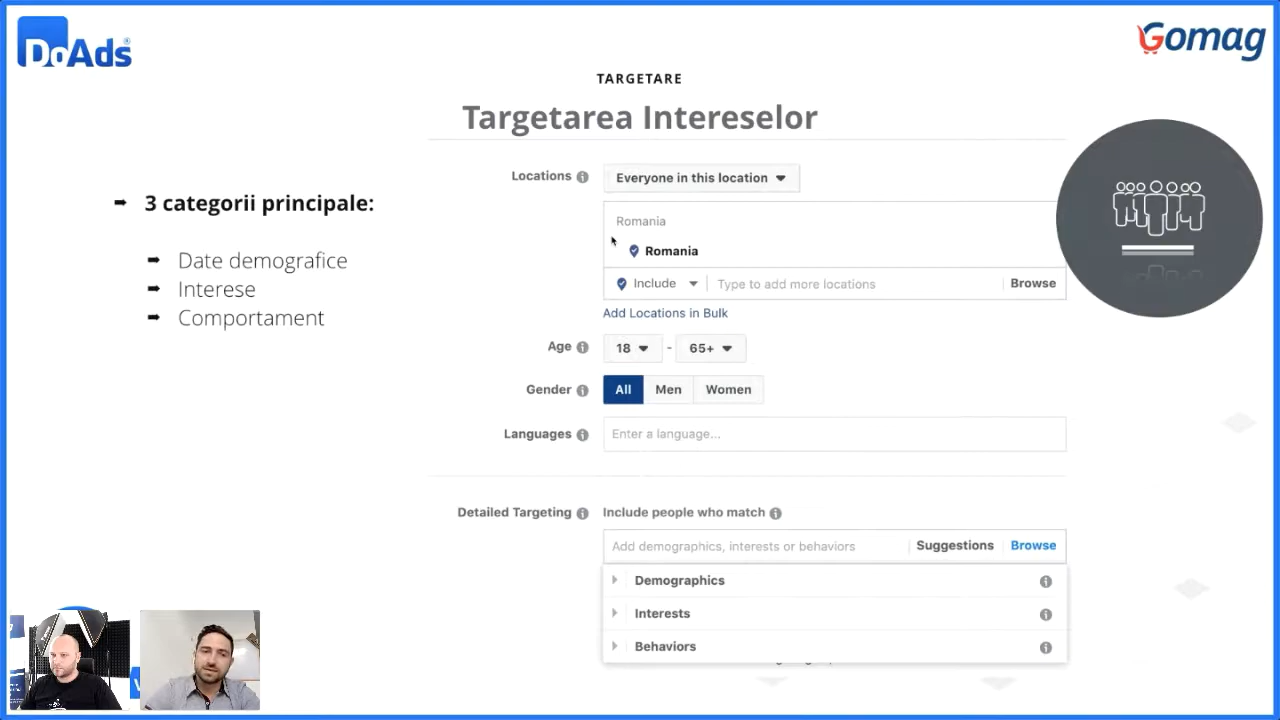 DoAds
Gomag
TARGETARE
Targetarea Intereselor
3 categorii principale:
Date demografice
Interese
Comportament
Locations
Everyone in this location
Romania
Romania
Include
Type to add more locations
Browse
Add Locations in Bulk
Age
18 - 65+
Gender
All Men Women
Languages
Enter a language...
Detailed Targeting
Include people who match
Add demographics, interests or behaviors
Suggestions
Browse
Demographics
Interests
Behaviors